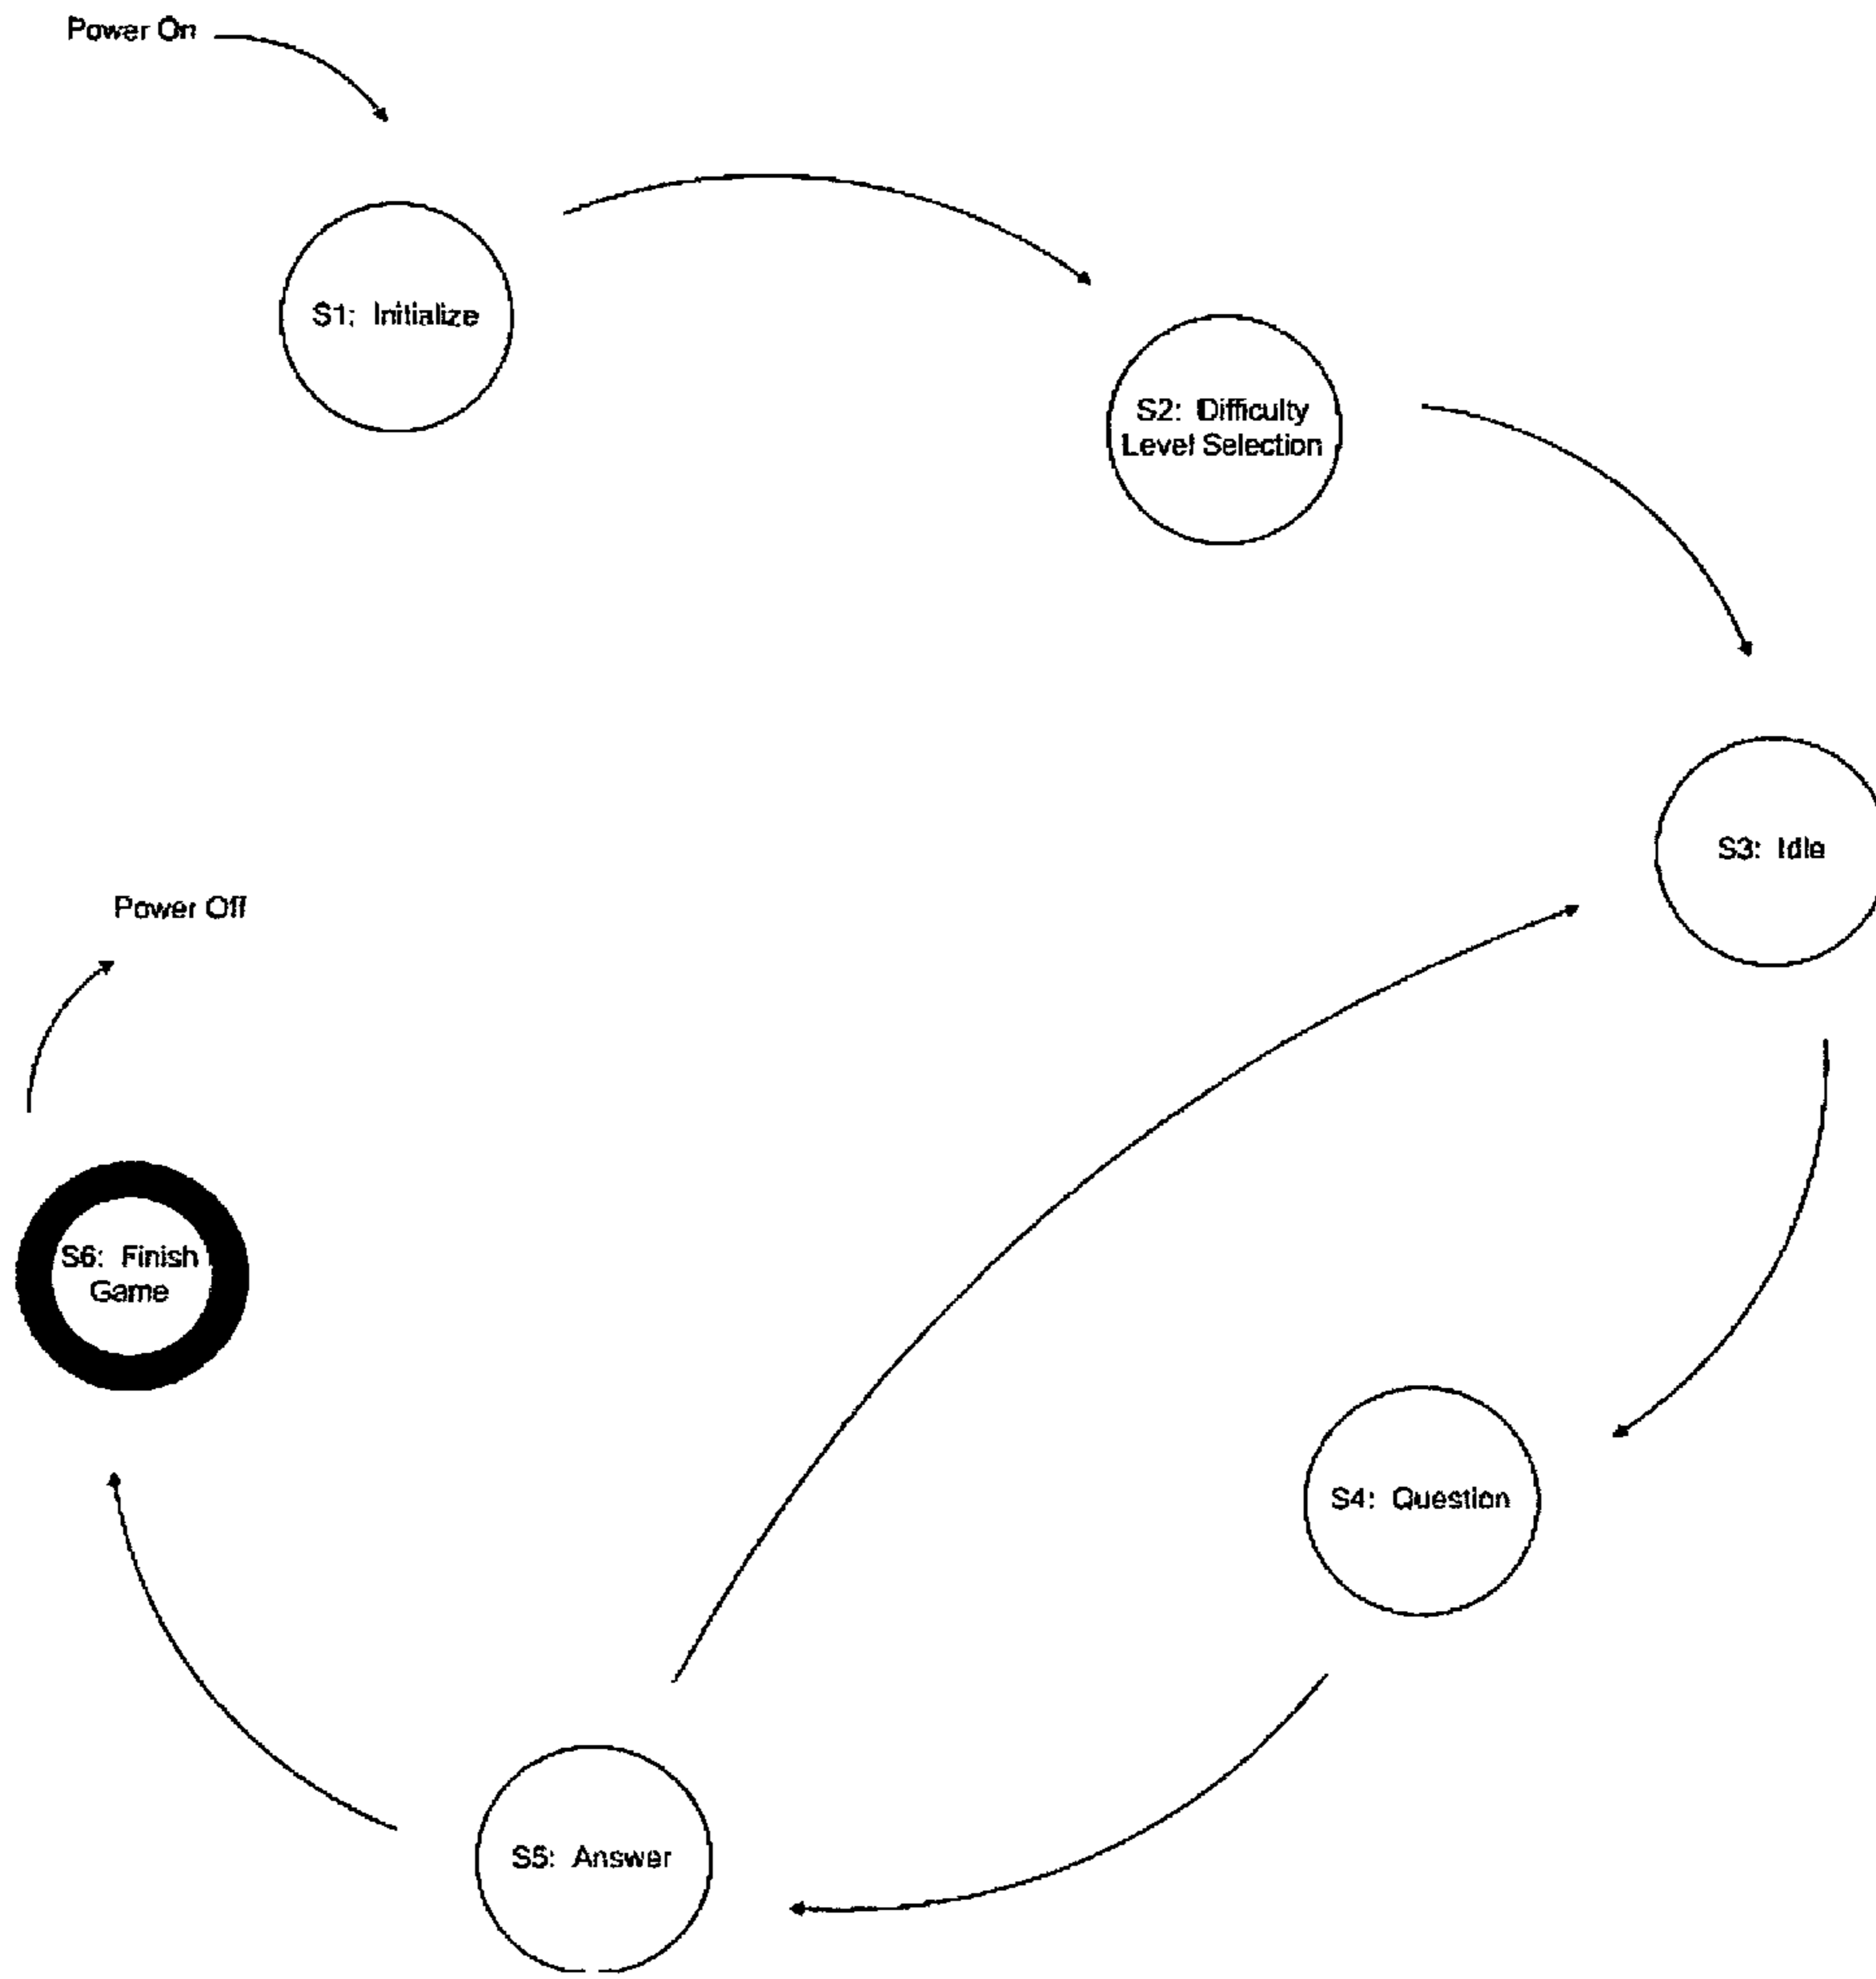 Power On
S1: Initialize
S2: Difficulty
Level Selection
S3: Idle
Power Off
S6: Finish
Game
S4: Question
S5: Answer